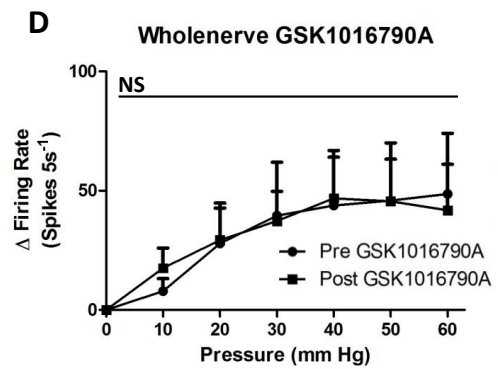 D
Wholenerve GSK1016790A
NS
Δ Firing Rate
(Spikes 5s⁻¹)
100
50
0
Pre GSK1016790A
Post GSK1016790A
0 10 20 30 40 50 60
Pressure (mm Hg)